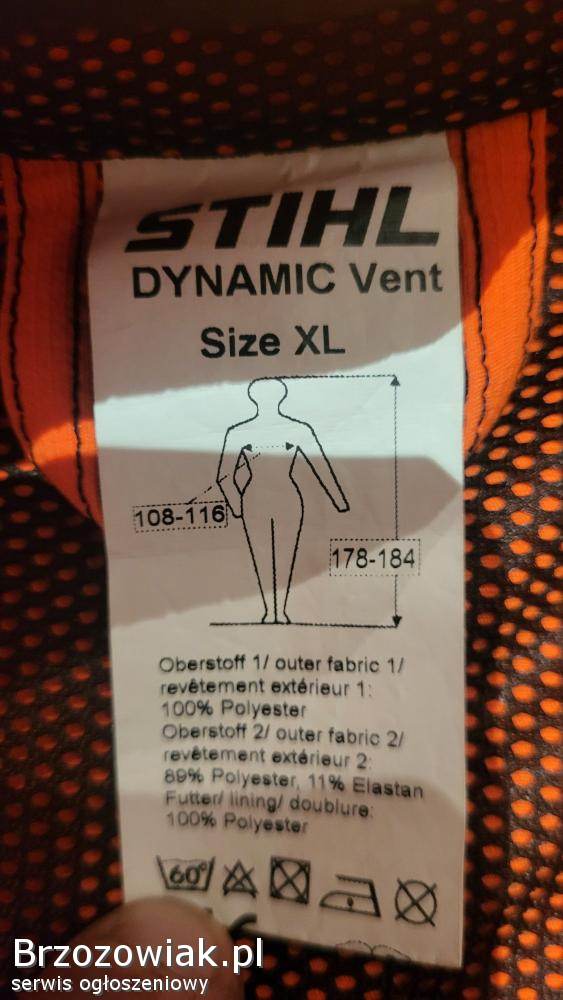 STIHL
DYNAMIC Vent
Size XL
108-116
178-184
Oberstoff 1/ outer fabric 1/
revêtement extérieur 1:
100% Polyester
Oberstoff 2/ outer fabric 2/
revêtement extérieur 2:
89% Polyester, 11% Elastan
Futter/ lining/ doublure:
100% Polyester
60°
Brzozowiak.pl
serwis ogłoszeniowy